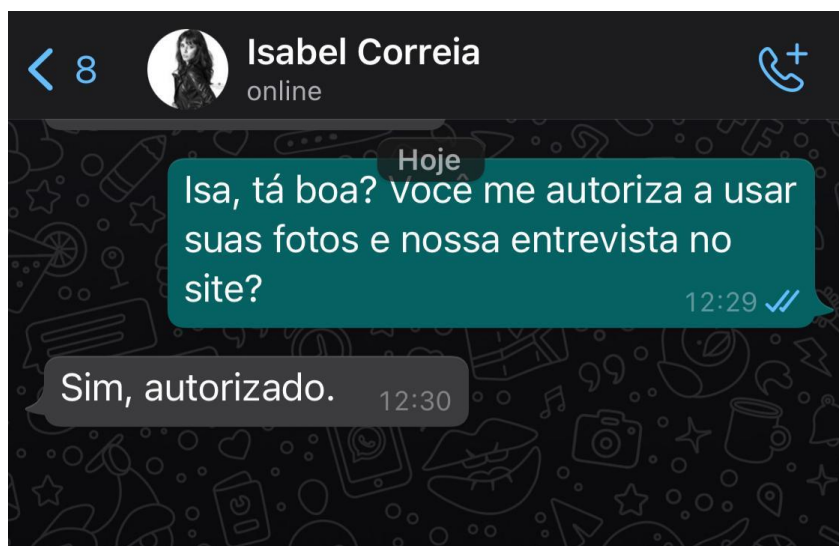 8
Isabel Correia
online
Hoje
Isa, tá boa? Você me autoriza a usar
suas fotos e nossa entrevista no
site?
12:29
Sim, autorizado.
12:30